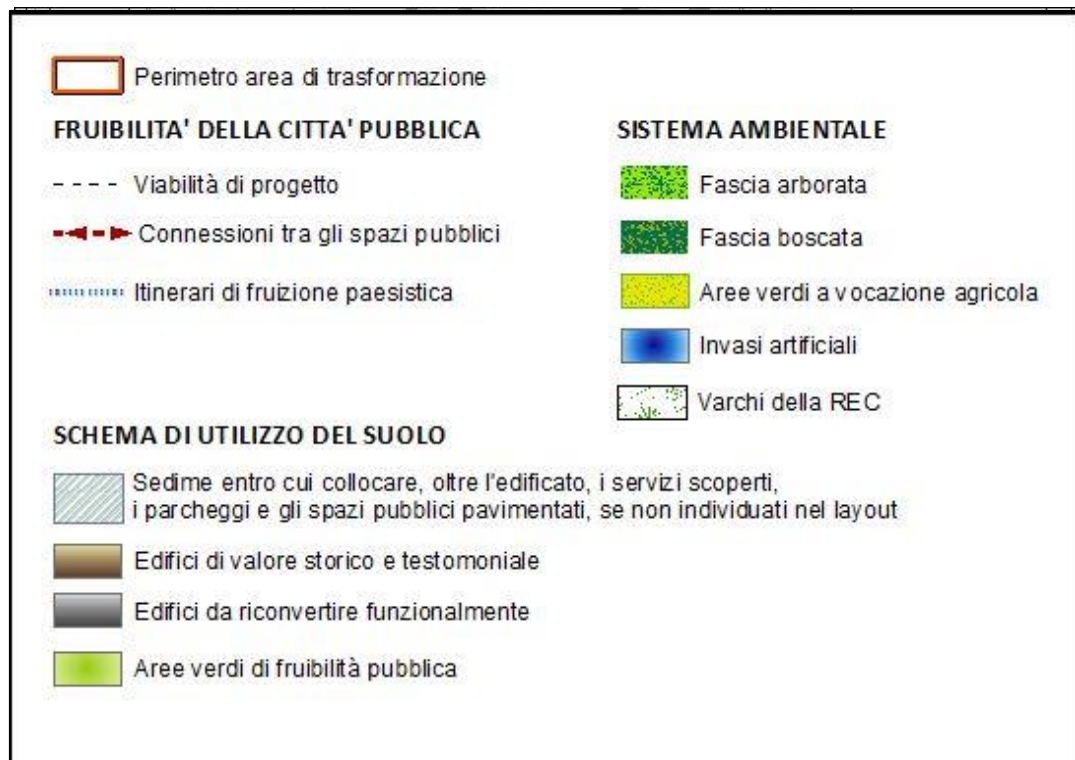 Perimetro area di trasformazione
FRUIBILITA' DELLA CITTA' PUBBLICA
Viabilità di progetto
Connessioni tra gli spazi pubblici
Itinerari di fruizione paesistica
SISTEMA AMBIENTALE
Fascia arborata
Fascia boscata
Aree verdi a vocazione agricola
Invasi artificiali
Varchi della REC
SCHEMA DI UTILIZZO DEL SUOLO
Sedime entro cui collocare, oltre l'edificato, i servizi scoperti,
i parcheggi e gli spazi pubblici pavimentati, se non individuati nel layout
Edifici di valore storico e testomoniale
Edifici da riconvertire funzionalmente
Aree verdi di fruibilità pubblica